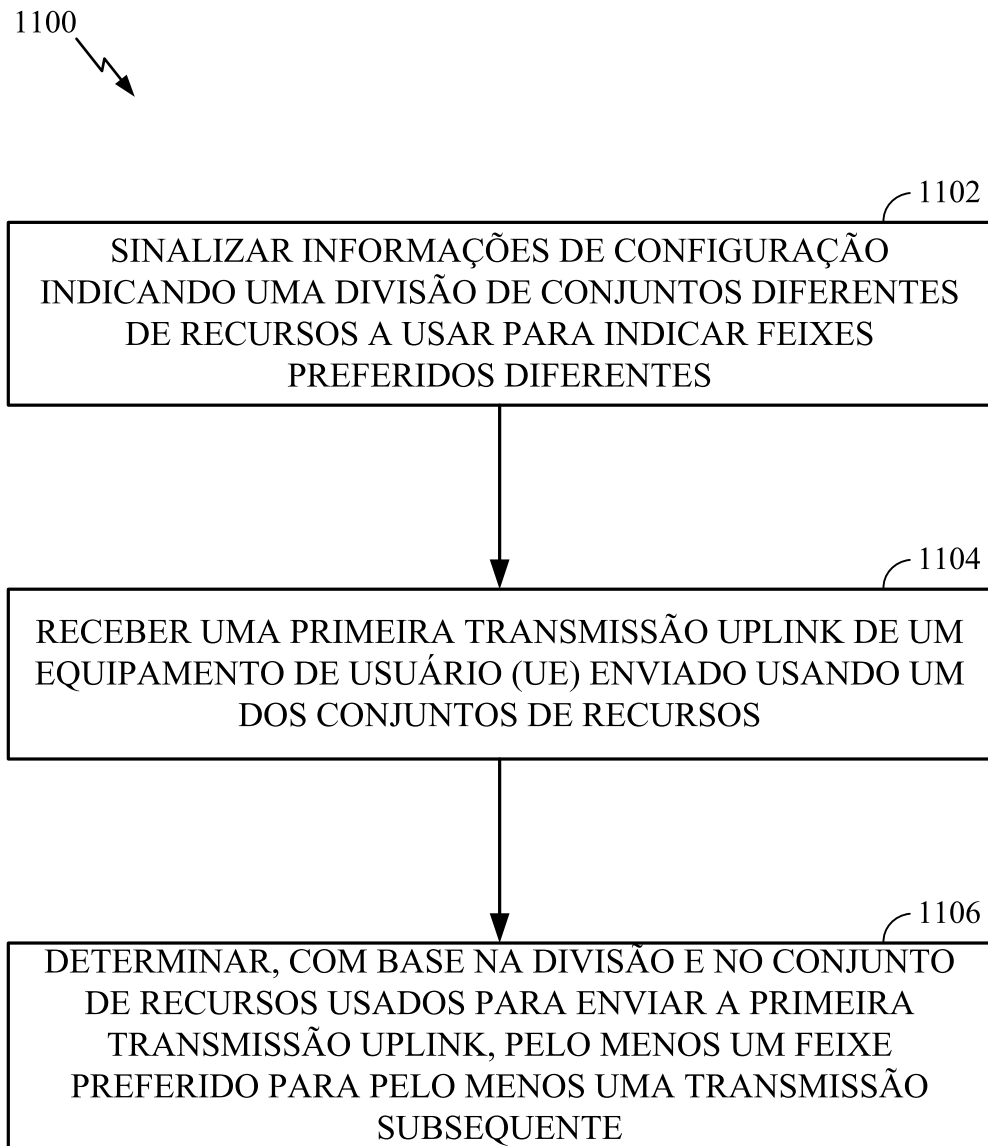 1100
1102
SINALIZAR INFORMAÇÕES DE CONFIGURAÇÃO
INDICANDO UMA DIVISÃO DE CONJUNTOS DIFERENTES
DE RECURSOS A USAR PARA INDICAR FEIXES
PREFERIDOS DIFERENTES
1104
RECEBER UMA PRIMEIRA TRANSMISSÃO UPLINK DE UM
EQUIPAMENTO DE USUÁRIO (UE) ENVIADO USANDO UM
DOS CONJUNTOS DE RECURSOS
1106
DETERMINAR, COM BASE NA DIVISÃO E NO CONJUNTO
DE RECURSOS USADOS PARA ENVIAR A PRIMEIRA
TRANSMISSÃO UPLINK, PELO MENOS UM FEIXE
PREFERIDO PARA PELO MENOS UMA TRANSMISSÃO
SUBSEQUENTE